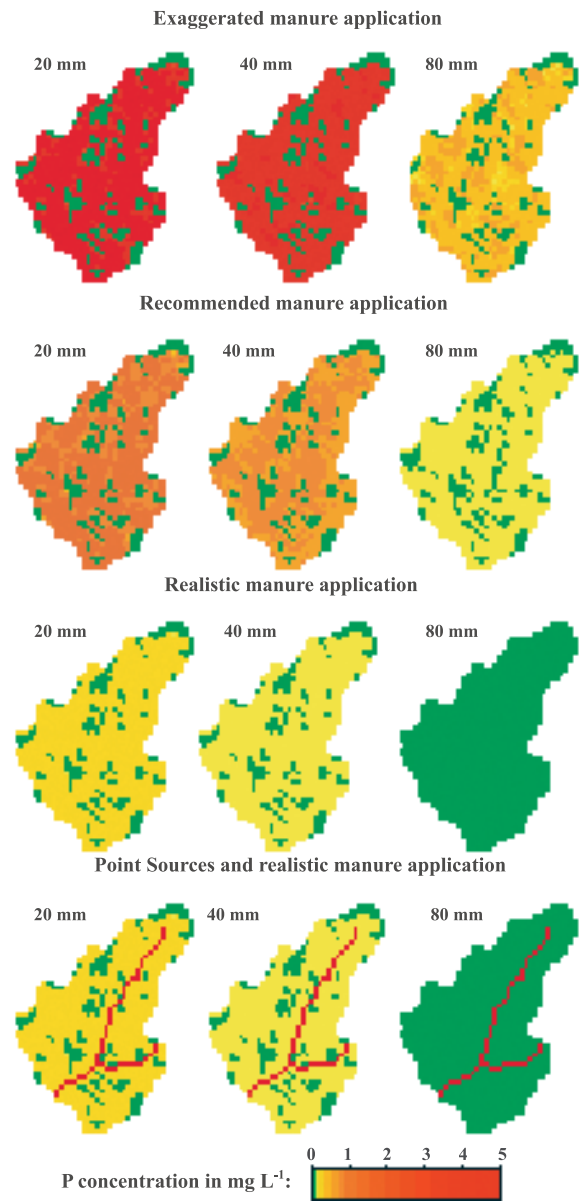 Exaggerated manure application
20 mm 40 mm 80 mm
Recommended manure application
20 mm 40 mm 80 mm
Realistic manure application
20 mm 40 mm 80 mm
Point Sources and realistic manure application
20 mm 40 mm 80 mm
0 1 2 3 4 5
P concentration in mg L⁻¹: